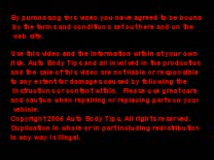 By purchasing this video you have agreed to be bound
by the terms and conditions set out there and on the
web site.
Use this video and the information within at your own
risk. Auto Body Tips and all involved in the production
and the sale of this video are not liable or responsible
to any extent for damages caused by following the
instruction our content within. Please use great care
and caution when repairing or replacing parts on your
vehicle.
Copyright 2006 Auto Body Tips. All rights reserved.
Duplication in whole or in part including redistribution
in any way is illegal.